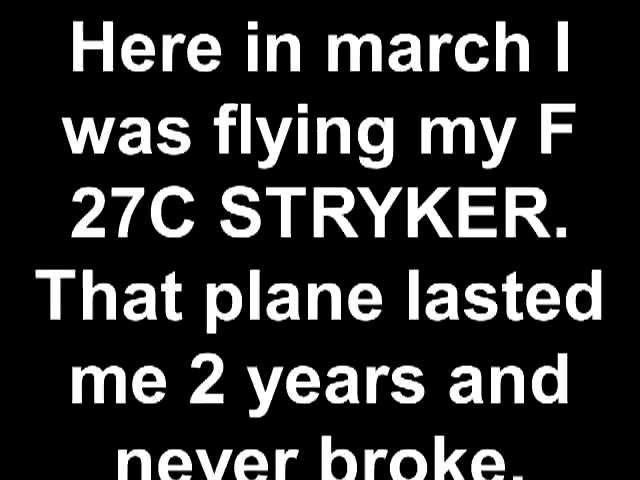 Here in march I
was flying my F
27C STRYKER.
That plane lasted
me 2 years and
never broke.